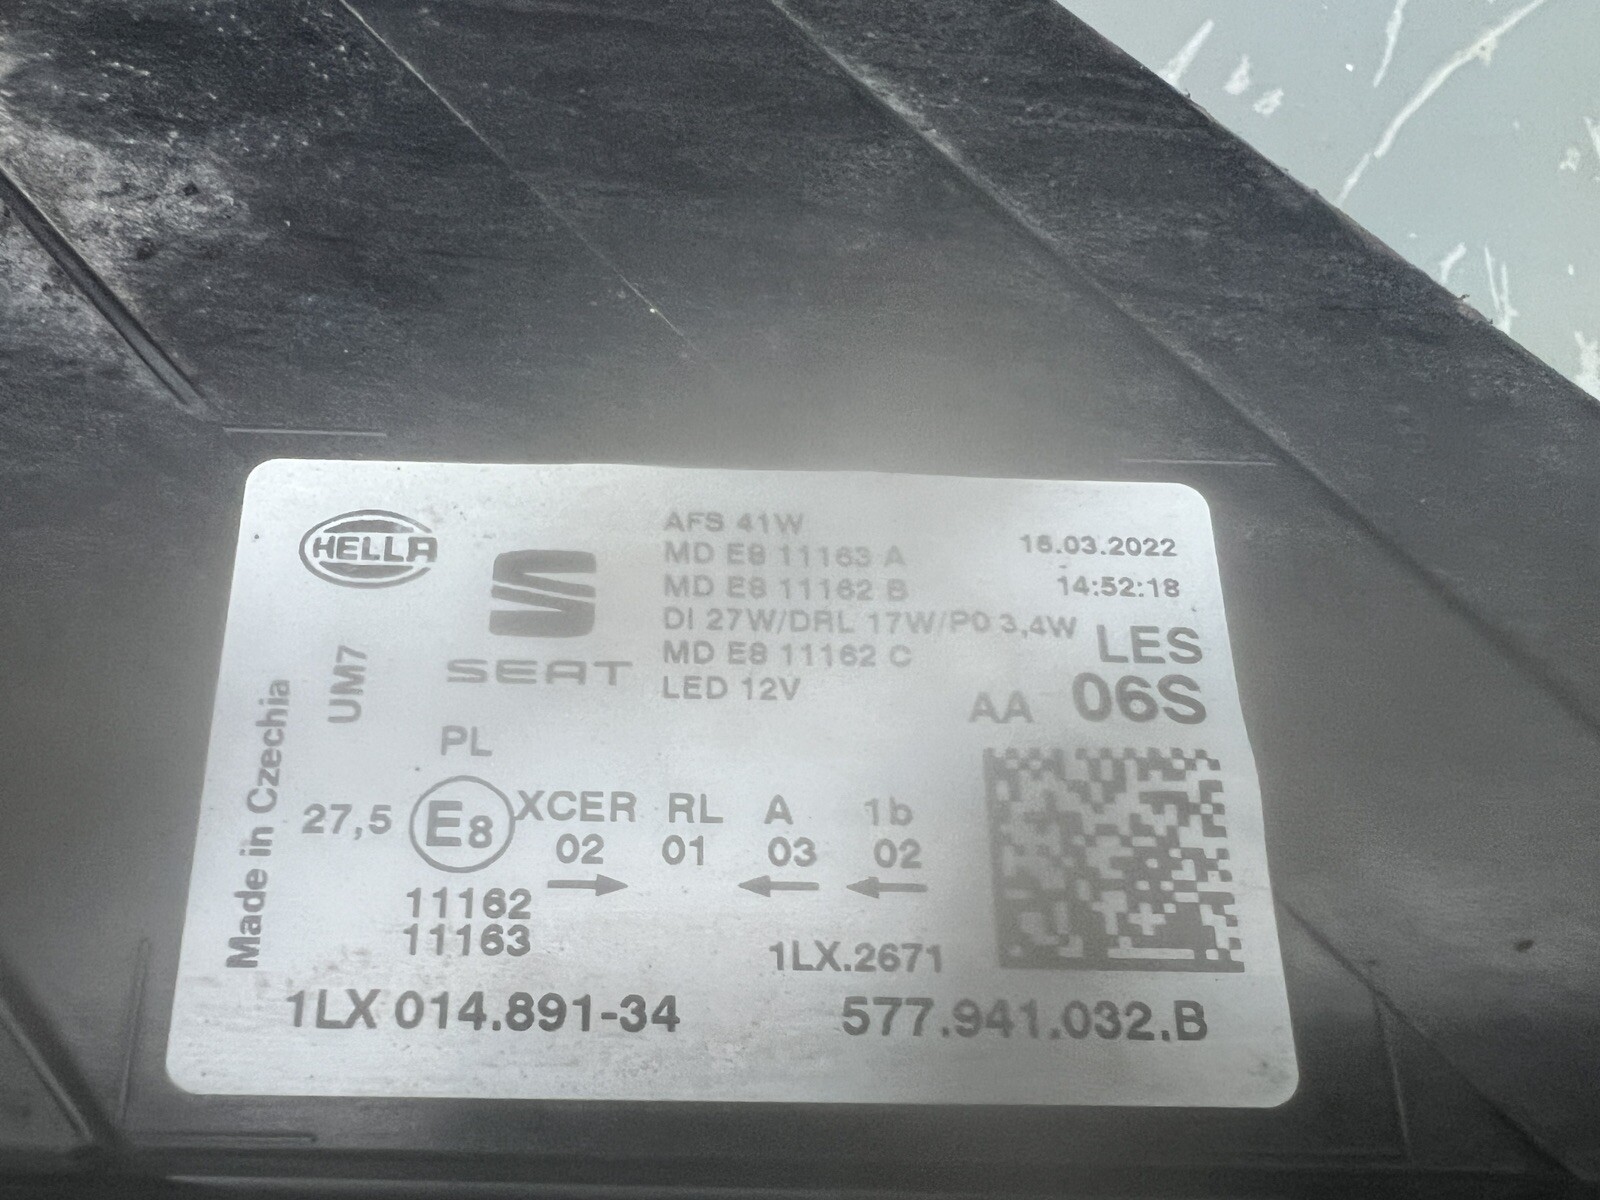 HELLA
SEAT
AFS 41W
MD E8 11163 A
MD E8 11162 B
DI 27W/DRL 17W/PO 3,4W
MD E8 11162 C
LED 12V
16.03.2022
14:52:18
LES
AA 06S
Made in Czechia
UM7
PL
27,5 E8 XCER RL A 1b
02 01 03 02
11162
11163
1LX.2671
1LX 014.891-34 577.941.032.B